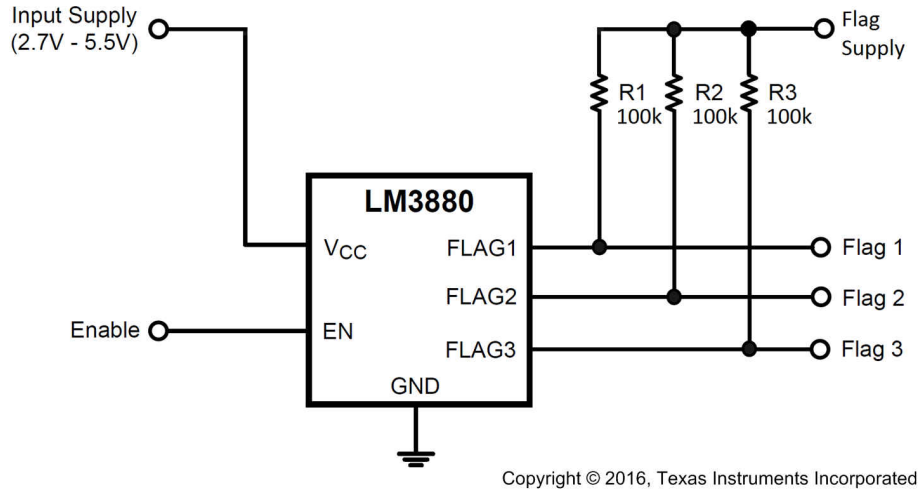 Input Supply
(2.7V - 5.5V)
Flag
Supply
R1
100k
R2
100k
R3
100k
LM3880
VCC
FLAG1
Flag 1
FLAG2
Flag 2
Enable
EN
FLAG3
Flag 3
GND
Copyright © 2016, Texas Instruments Incorporated